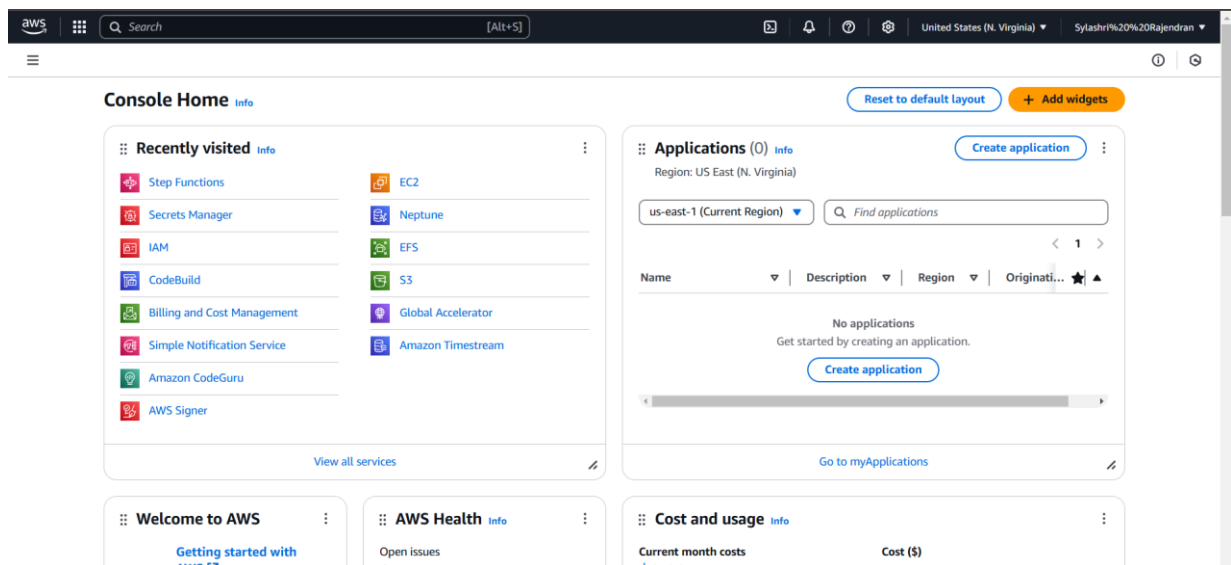 aws Search [Alt+S] United States (N. Virginia) Sylashri%20%20Rajendran
Console Home Info
Reset to default layout
+ Add widgets
Recently visited Info
Step Functions
Secrets Manager
IAM
CodeBuild
Billing and Cost Management
Simple Notification Service
Amazon CodeGuru
AWS Signer
EC2
Neptune
EFS
S3
Global Accelerator
Amazon Timestream
View all services
Applications (0) Info
Create application
Region: US East (N. Virginia)
us-east-1 (Current Region)
Find applications
1
Name Description Region Originati...
No applications
Get started by creating an application.
Create application
Go to myApplications
Welcome to AWS
Getting started with
AWS
AWS Health Info
Open issues
Cost and usage Info
Current month costs
Cost ($)